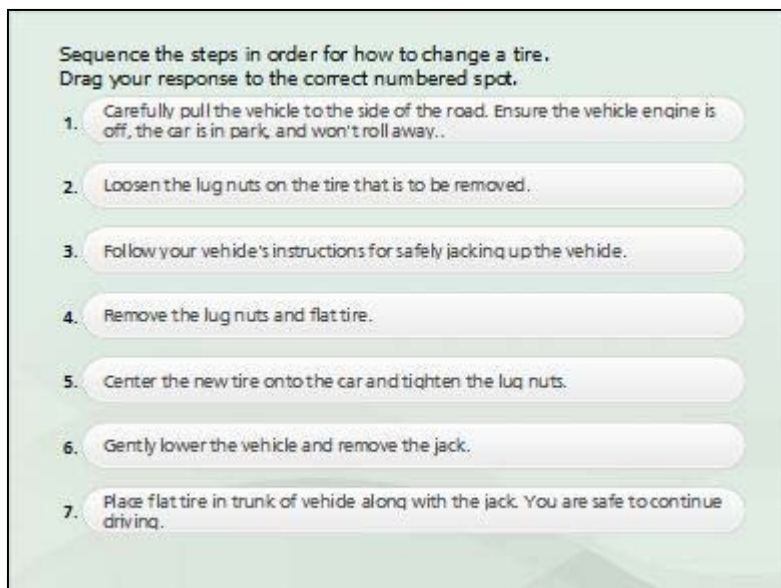 Sequence the steps in order for how to change a tire.
Drag your response to the correct numbered spot.
1. Carefully pull the vehicle to the side of the road. Ensure the vehicle engine is
off, the car is in park, and won't roll away..
2. Loosen the lug nuts on the tire that is to be removed.
3. Follow your vehicle's instructions for safely jacking up the vehicle.
4. Remove the lug nuts and flat tire.
5. Center the new tire onto the car and tighten the lug nuts.
6. Gently lower the vehicle and remove the jack.
7. Place flat tire in trunk of vehicle along with the jack. You are safe to continue
driving.